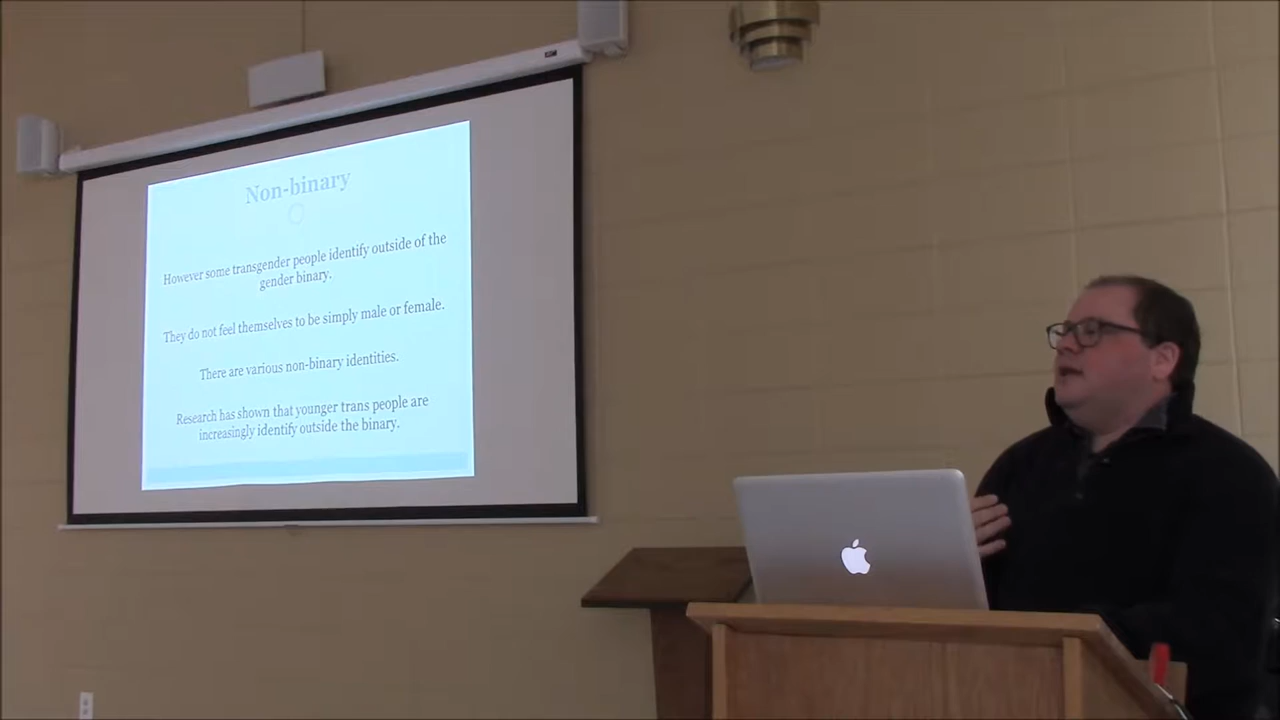 Non-binary
However some transgender people identify outside of the
gender binary.
They do not feel themselves to be simply male or female.
There are various non-binary identities.
Research has shown that younger trans people are
increasingly identify outside the binary.